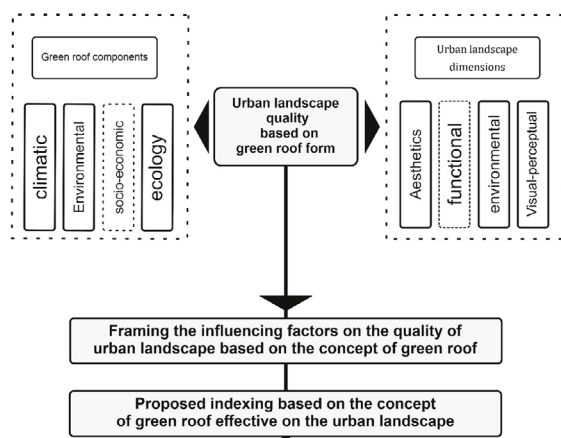 Green roof components
climatic
Environmental
socio-economic
ecology
Urban landscape
quality
based on
green roof form
Urban landscape
dimensions
Aesthetics
functional
environmental
Visual-perceptual
Framing the influencing factors on the quality of
urban landscape based on the concept of green roof
Proposed indexing based on the concept
of green roof effective on the urban landscape